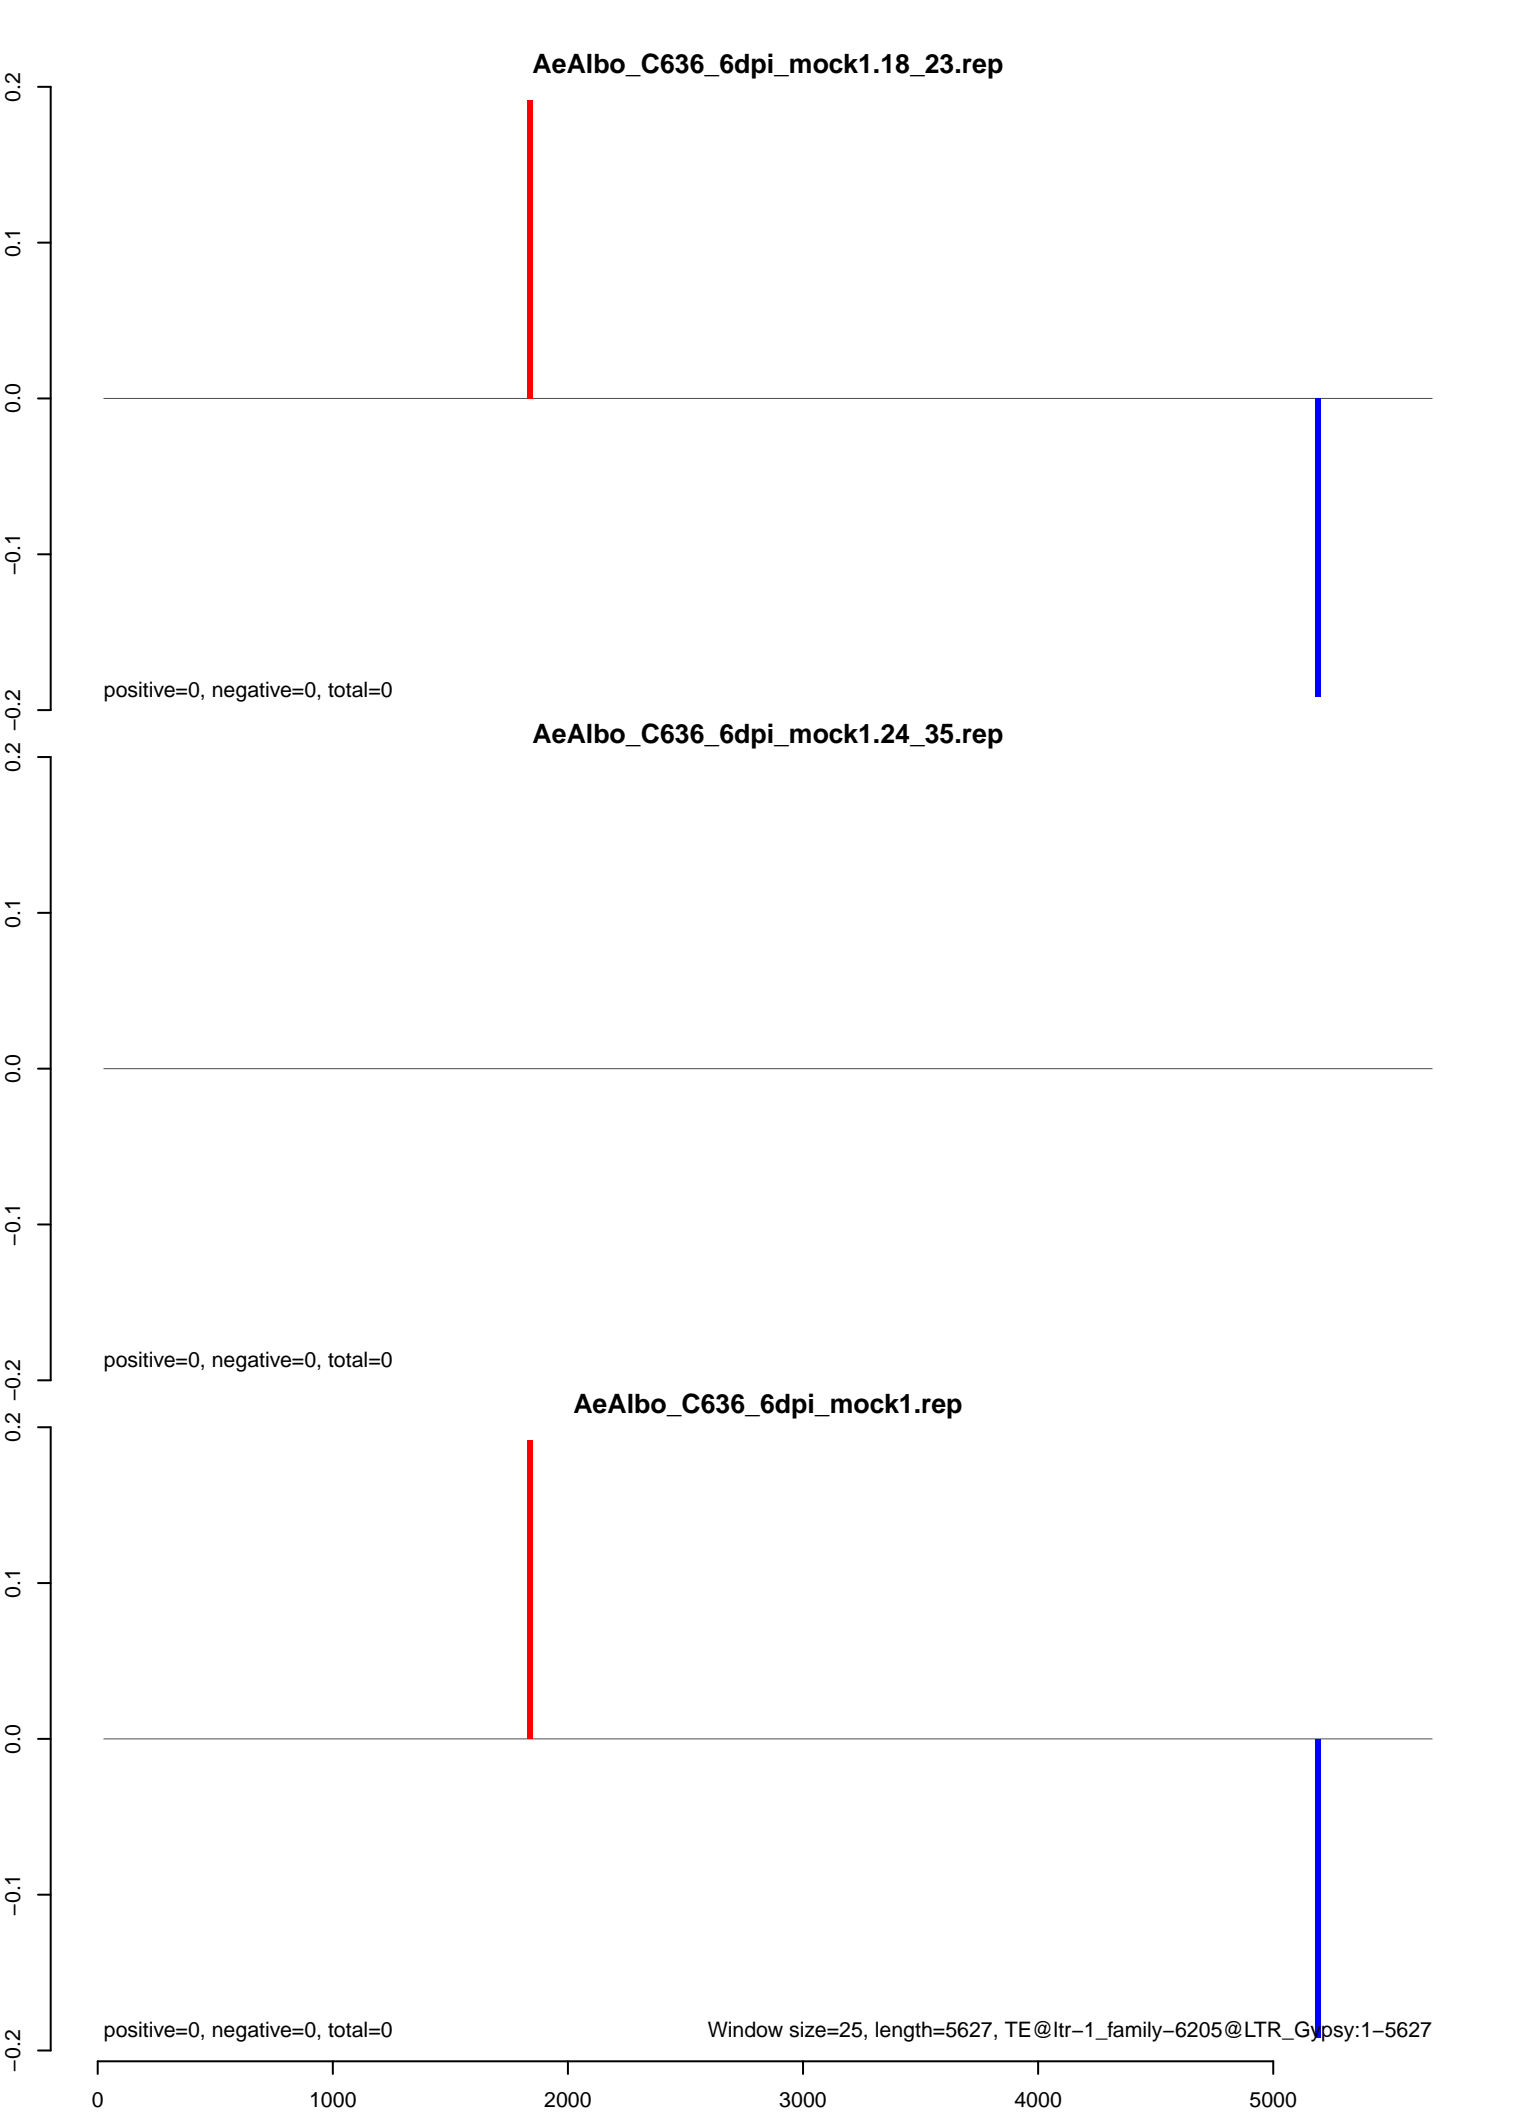 AeAlbo_C636_6dpi_mock1.18_23.rep
0.2
0.1
0.0
−0.1
−0.2
positive=0, negative=0, total=0
AeAlbo_C636_6dpi_mock1.24_35.rep
0.2
0.1
0.0
−0.1
−0.2
positive=0, negative=0, total=0
AeAlbo_C636_6dpi_mock1.rep
0.2
0.1
0.0
−0.1
−0.2
positive=0, negative=0, total=0
Window size=25, length=5627, TE@ltr−1_family−6205@LTR_Gypsy:1−5627
0 1000 2000 3000 4000 5000